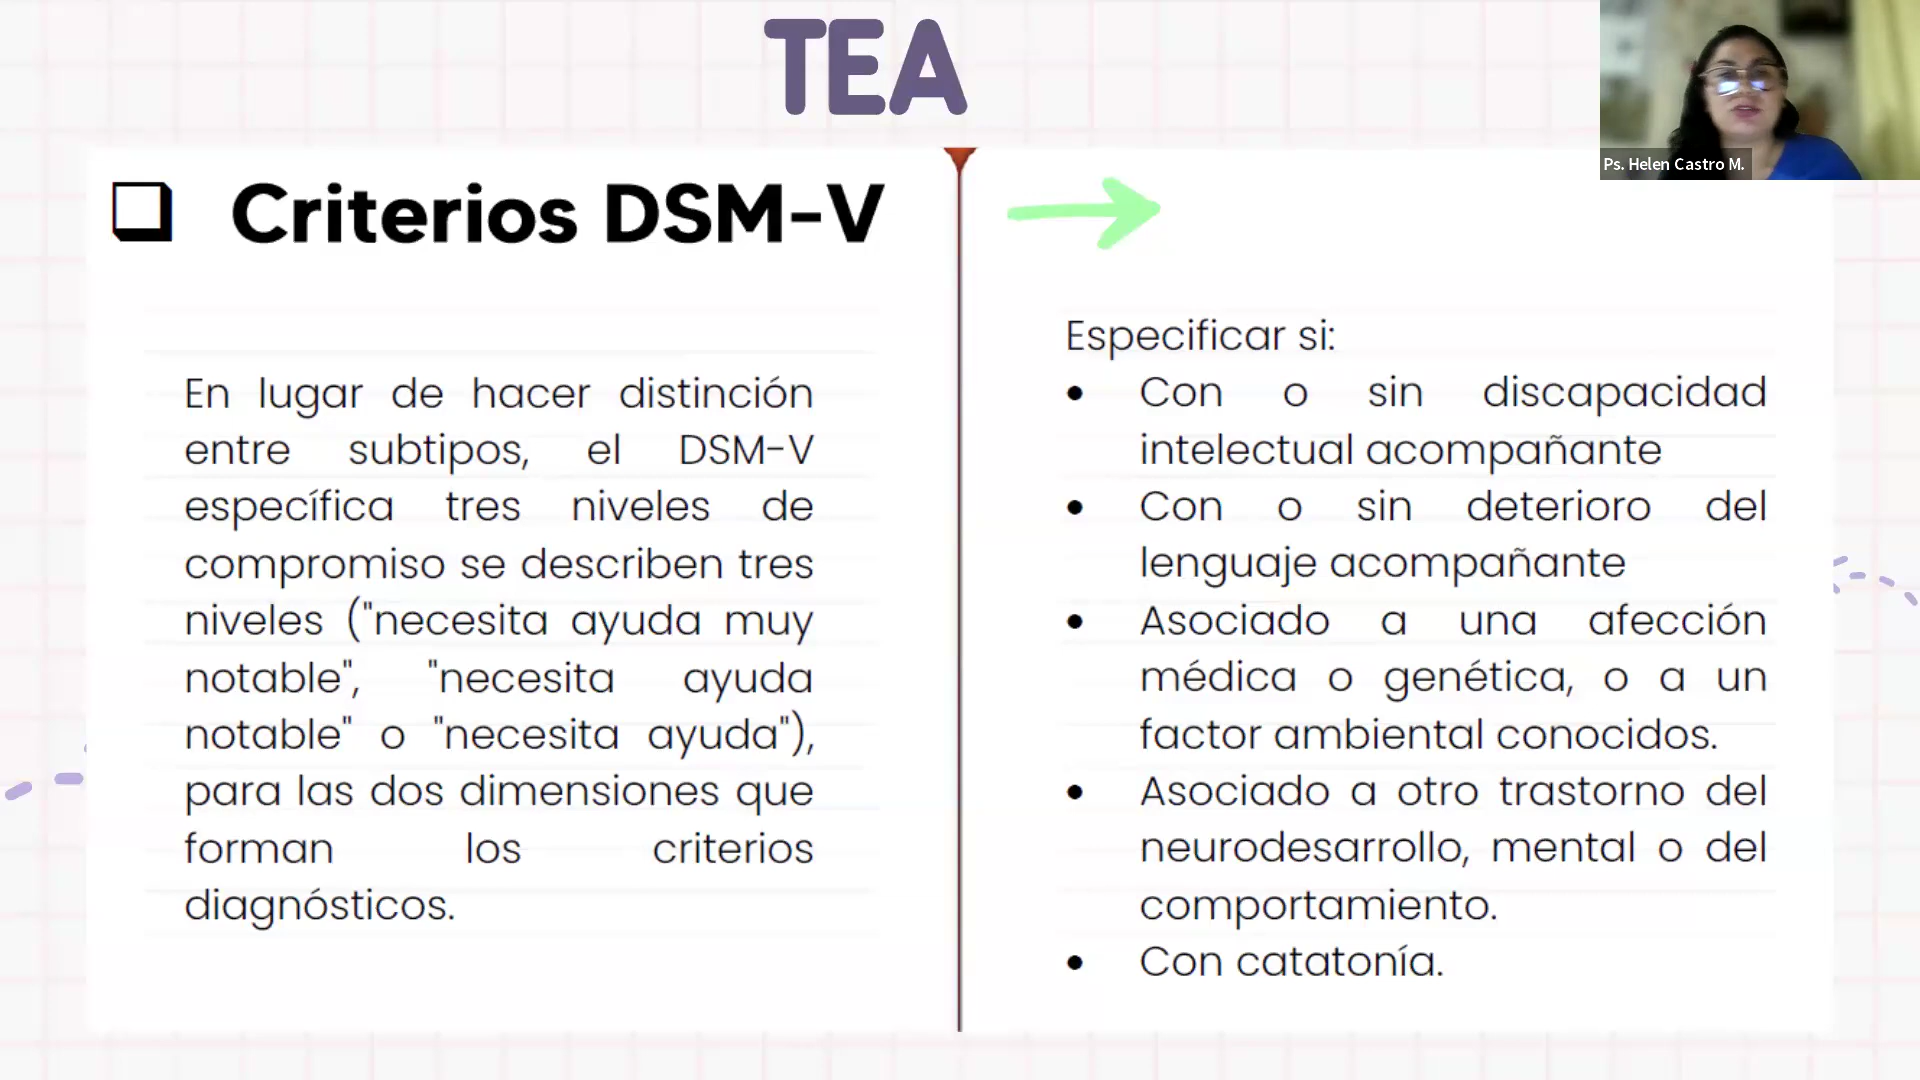 TEA
Ps. Helen Castro M.
Criterios DSM-V
En lugar de hacer distinción
entre subtipos, el DSM-V
específica tres niveles de
compromiso se describen tres
niveles ("necesita ayuda muy
notable", "necesita ayuda
notable" o "necesita ayuda"),
para las dos dimensiones que
forman los criterios
diagnósticos.
Especificar si:
• Con o sin discapacidad
intelectual acompañante
• Con o sin deterioro del
lenguaje acompañante
• Asociado a una afección
médica o genética, o a un
factor ambiental conocidos.
• Asociado a otro trastorno del
neurodesarrollo, mental o del
comportamiento.
• Con catatonía.